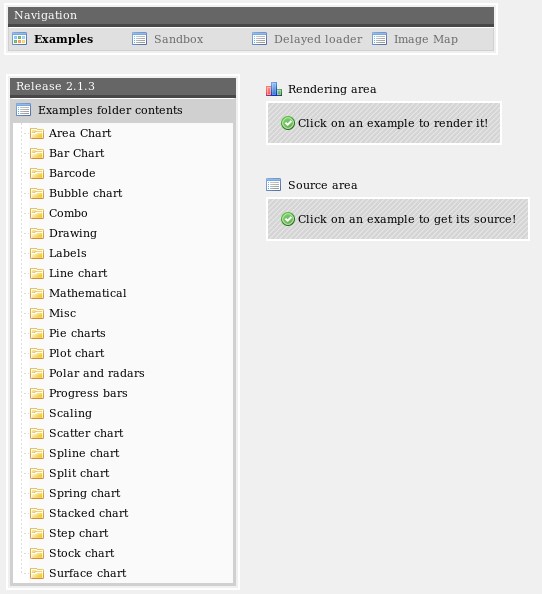 Navigation
Examples Sandbox Delayed loader Image Map
Release 2.1.3
Examples folder contents
Area Chart
Bar Chart
Barcode
Bubble chart
Combo
Drawing
Labels
Line chart
Mathematical
Misc
Pie charts
Plot chart
Polar and radars
Progress bars
Scaling
Scatter chart
Spline chart
Split chart
Spring chart
Stacked chart
Step chart
Stock chart
Surface chart
Rendering area
Click on an example to render it!
Source area
Click on an example to get its source!